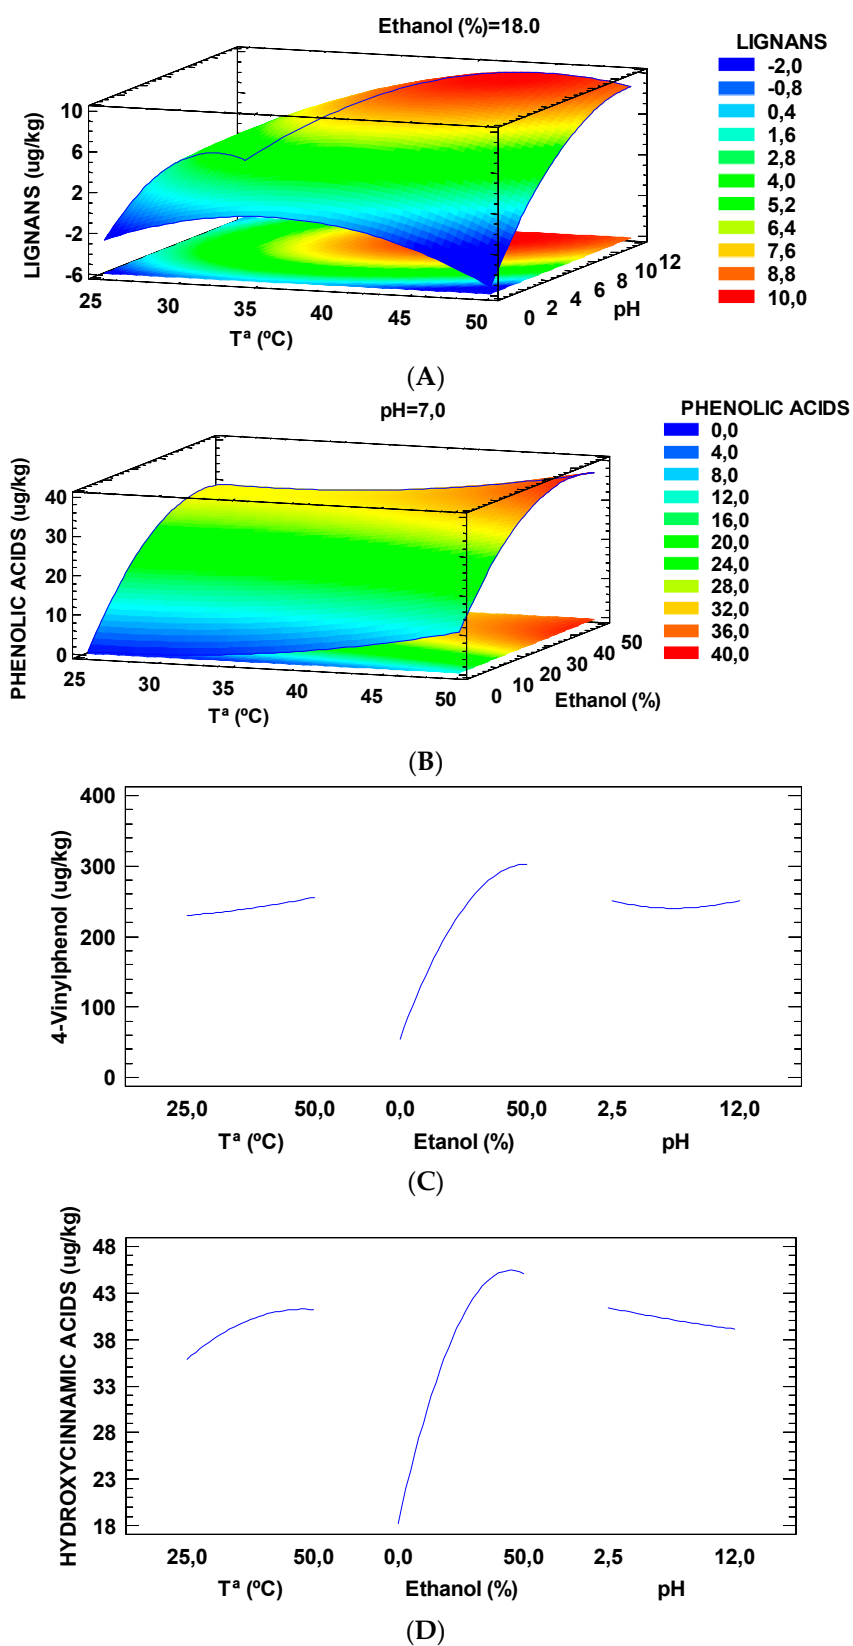 Ethanol (%)=18.0
LIGNANS
-2,0
-0,8
0,4
1,6
2,8
4,0
5,2
6,4
7,6
8,8
10,0
LIGNANS (ug/kg)
10
6
2
-2
-6
25 30 35 40 45 50
Tª (ºC)
0 2 4 6 8 10 12
pH
(A)
pH=7,0
PHENOLIC ACIDS
0,0
4,0
8,0
12,0
16,0
20,0
24,0
28,0
32,0
36,0
40,0
PHENOLIC ACIDS (ug/kg)
40
30
20
10
0
25 30 35 40 45 50
Tª (ºC)
0 10 20 30 40 50
Ethanol (%)
(B)
4-Vinylphenol (ug/kg)
400
300
200
100
0
25,0 50,0 0,0 50,0 2,5 12,0
Tª (ºC) Etanol (%) pH
(C)
HYDROXYCINNAMIC ACIDS (ug/kg)
48
43
38
33
28
23
18
25,0 50,0 0,0 50,0 2,5 12,0
Tª (ºC) Ethanol (%) pH
(D)